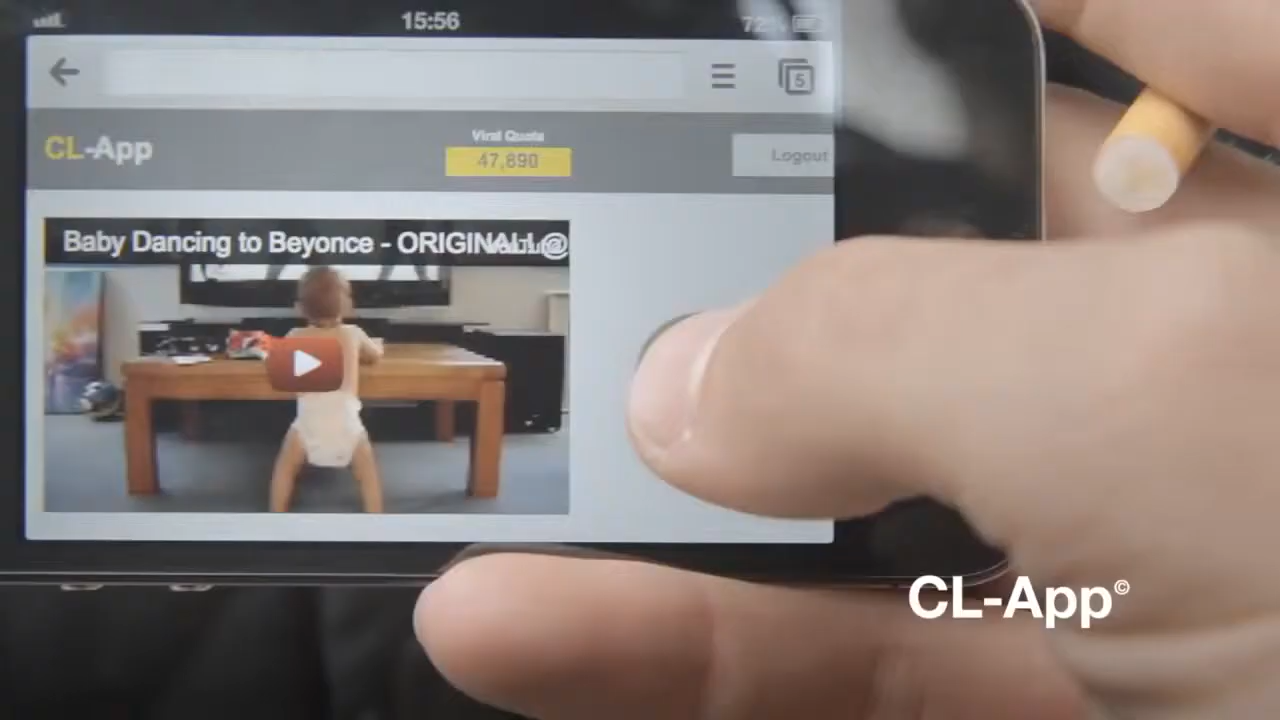 15:56
5
CL-App
Viral Quota
47,890
Logout
Baby Dancing to Beyonce - ORIGINAL! @
CL-App©